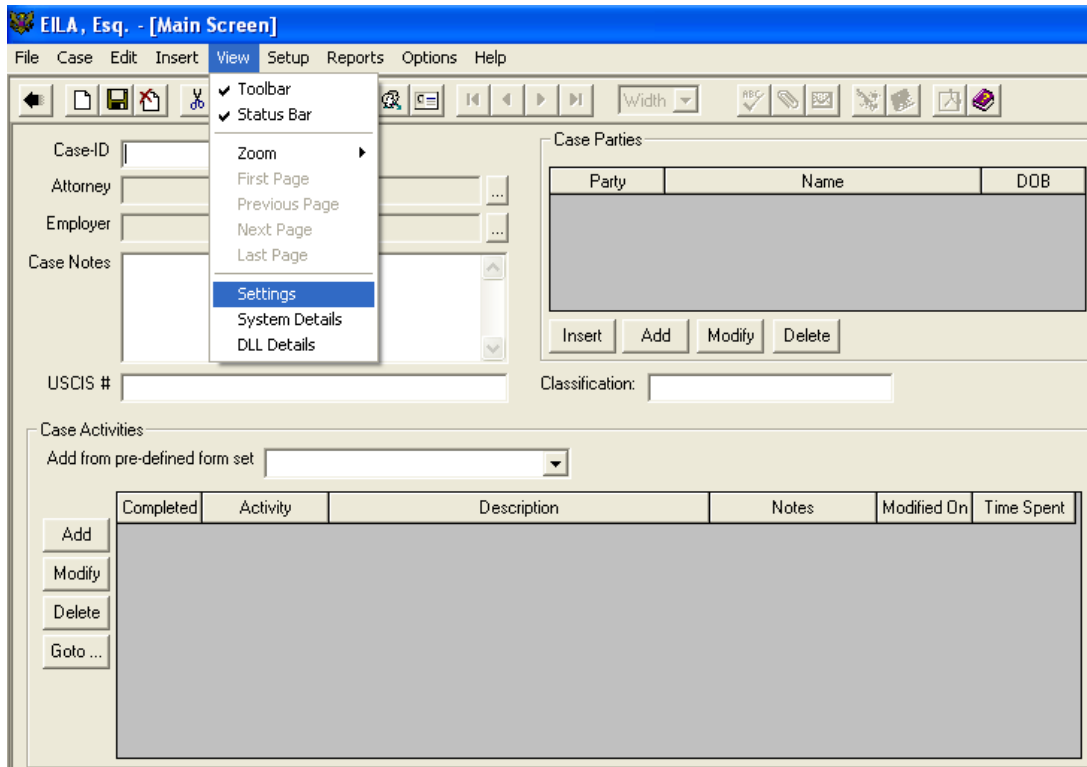 EILA, Esq. - [Main Screen]
File Case Edit Insert View Setup Reports Options Help
Width
ABC
Toolbar
Status Bar
Zoom
First Page
Previous Page
Next Page
Last Page
Settings
System Details
DLL Details
Case-ID
Attorney ...
Employer ...
Case Notes
USCIS #
Case Parties
Party Name DOB
Insert Add Modify Delete
Classification:
Case Activities
Add from pre-defined form set
Completed Activity Description Notes Modified On Time Spent
Add
Modify
Delete
Goto ...